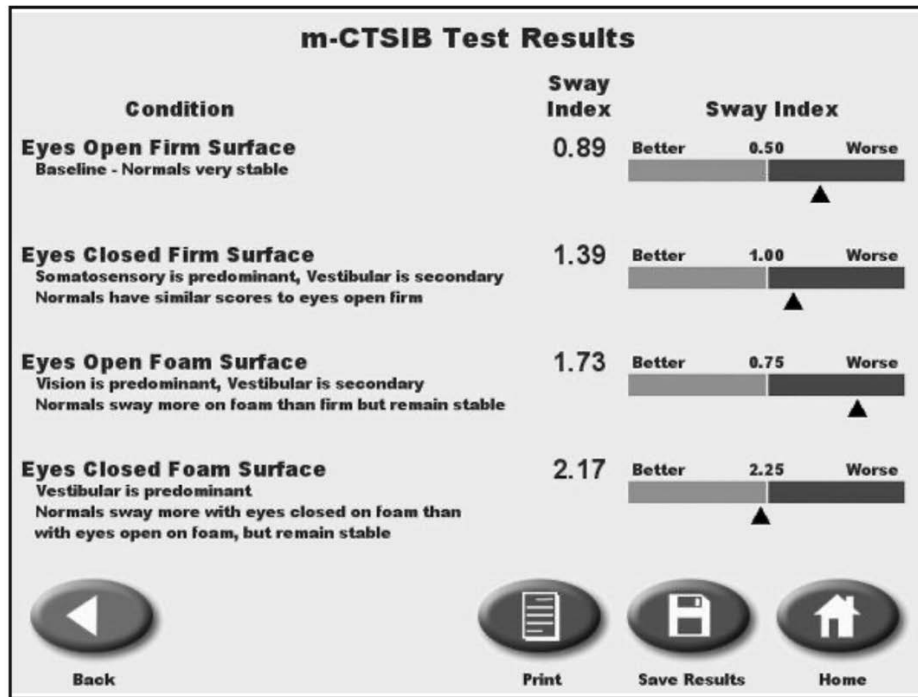 m-CTSIB Test Results
Condition
Sway
Index
Sway Index
Eyes Open Firm Surface
Baseline - Normals very stable
0.89
Better 0.50 Worse
Eyes Closed Firm Surface
Somatosensory is predominant, Vestibular is secondary
Normals have similar scores to eyes open firm
1.39
Better 1.00 Worse
Eyes Open Foam Surface
Vision is predominant, Vestibular is secondary
Normals sway more on foam than firm but remain stable
1.73
Better 0.75 Worse
Eyes Closed Foam Surface
Vestibular is predominant
Normals sway more with eyes closed on foam than
with eyes open on foam, but remain stable
2.17
Better 2.25 Worse
Back
Print
Save Results
Home